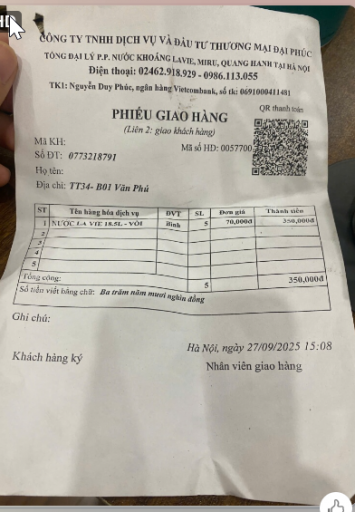 CÔNG TY TNHH DỊCH VỤ VÀ ĐẦU TƯ THƯƠNG MẠI ĐẠI PHÚC
TỔNG ĐẠI LÝ P.P. NƯỚC KHOÁNG LAVIE, MIRU, QUANG HANH TẠI HÀ NỘI
Điện thoại: 02462.918.929 - 0986.113.055
TK1: Nguyễn Duy Phúc, ngân hàng Vietcombank, số tk: 0691000411481
QR thanh toán
PHIẾU GIAO HÀNG
(Liên 2: giao khách hàng)
Mã KH:
Mã số HD: 0057700
Số ĐT: 0773218791
Họ tên:
Địa chỉ: TT34- B01 Văn Phú
ST Tên hàng hóa dịch vụ ĐVT SL Đơn giá Thành tiền
1 NƯỚC LA VIE 18.5L - VÒI Bình 5 70,000đ 350,000đ
2
3
4
5
Tổng cộng: 5 350,000đ
Số tiền viết bằng chữ: Ba trăm năm mươi nghìn đồng
Ghi chú:
Hà Nội, ngày 27/09/2025 15:08
Khách hàng ký
Nhân viên giao hàng